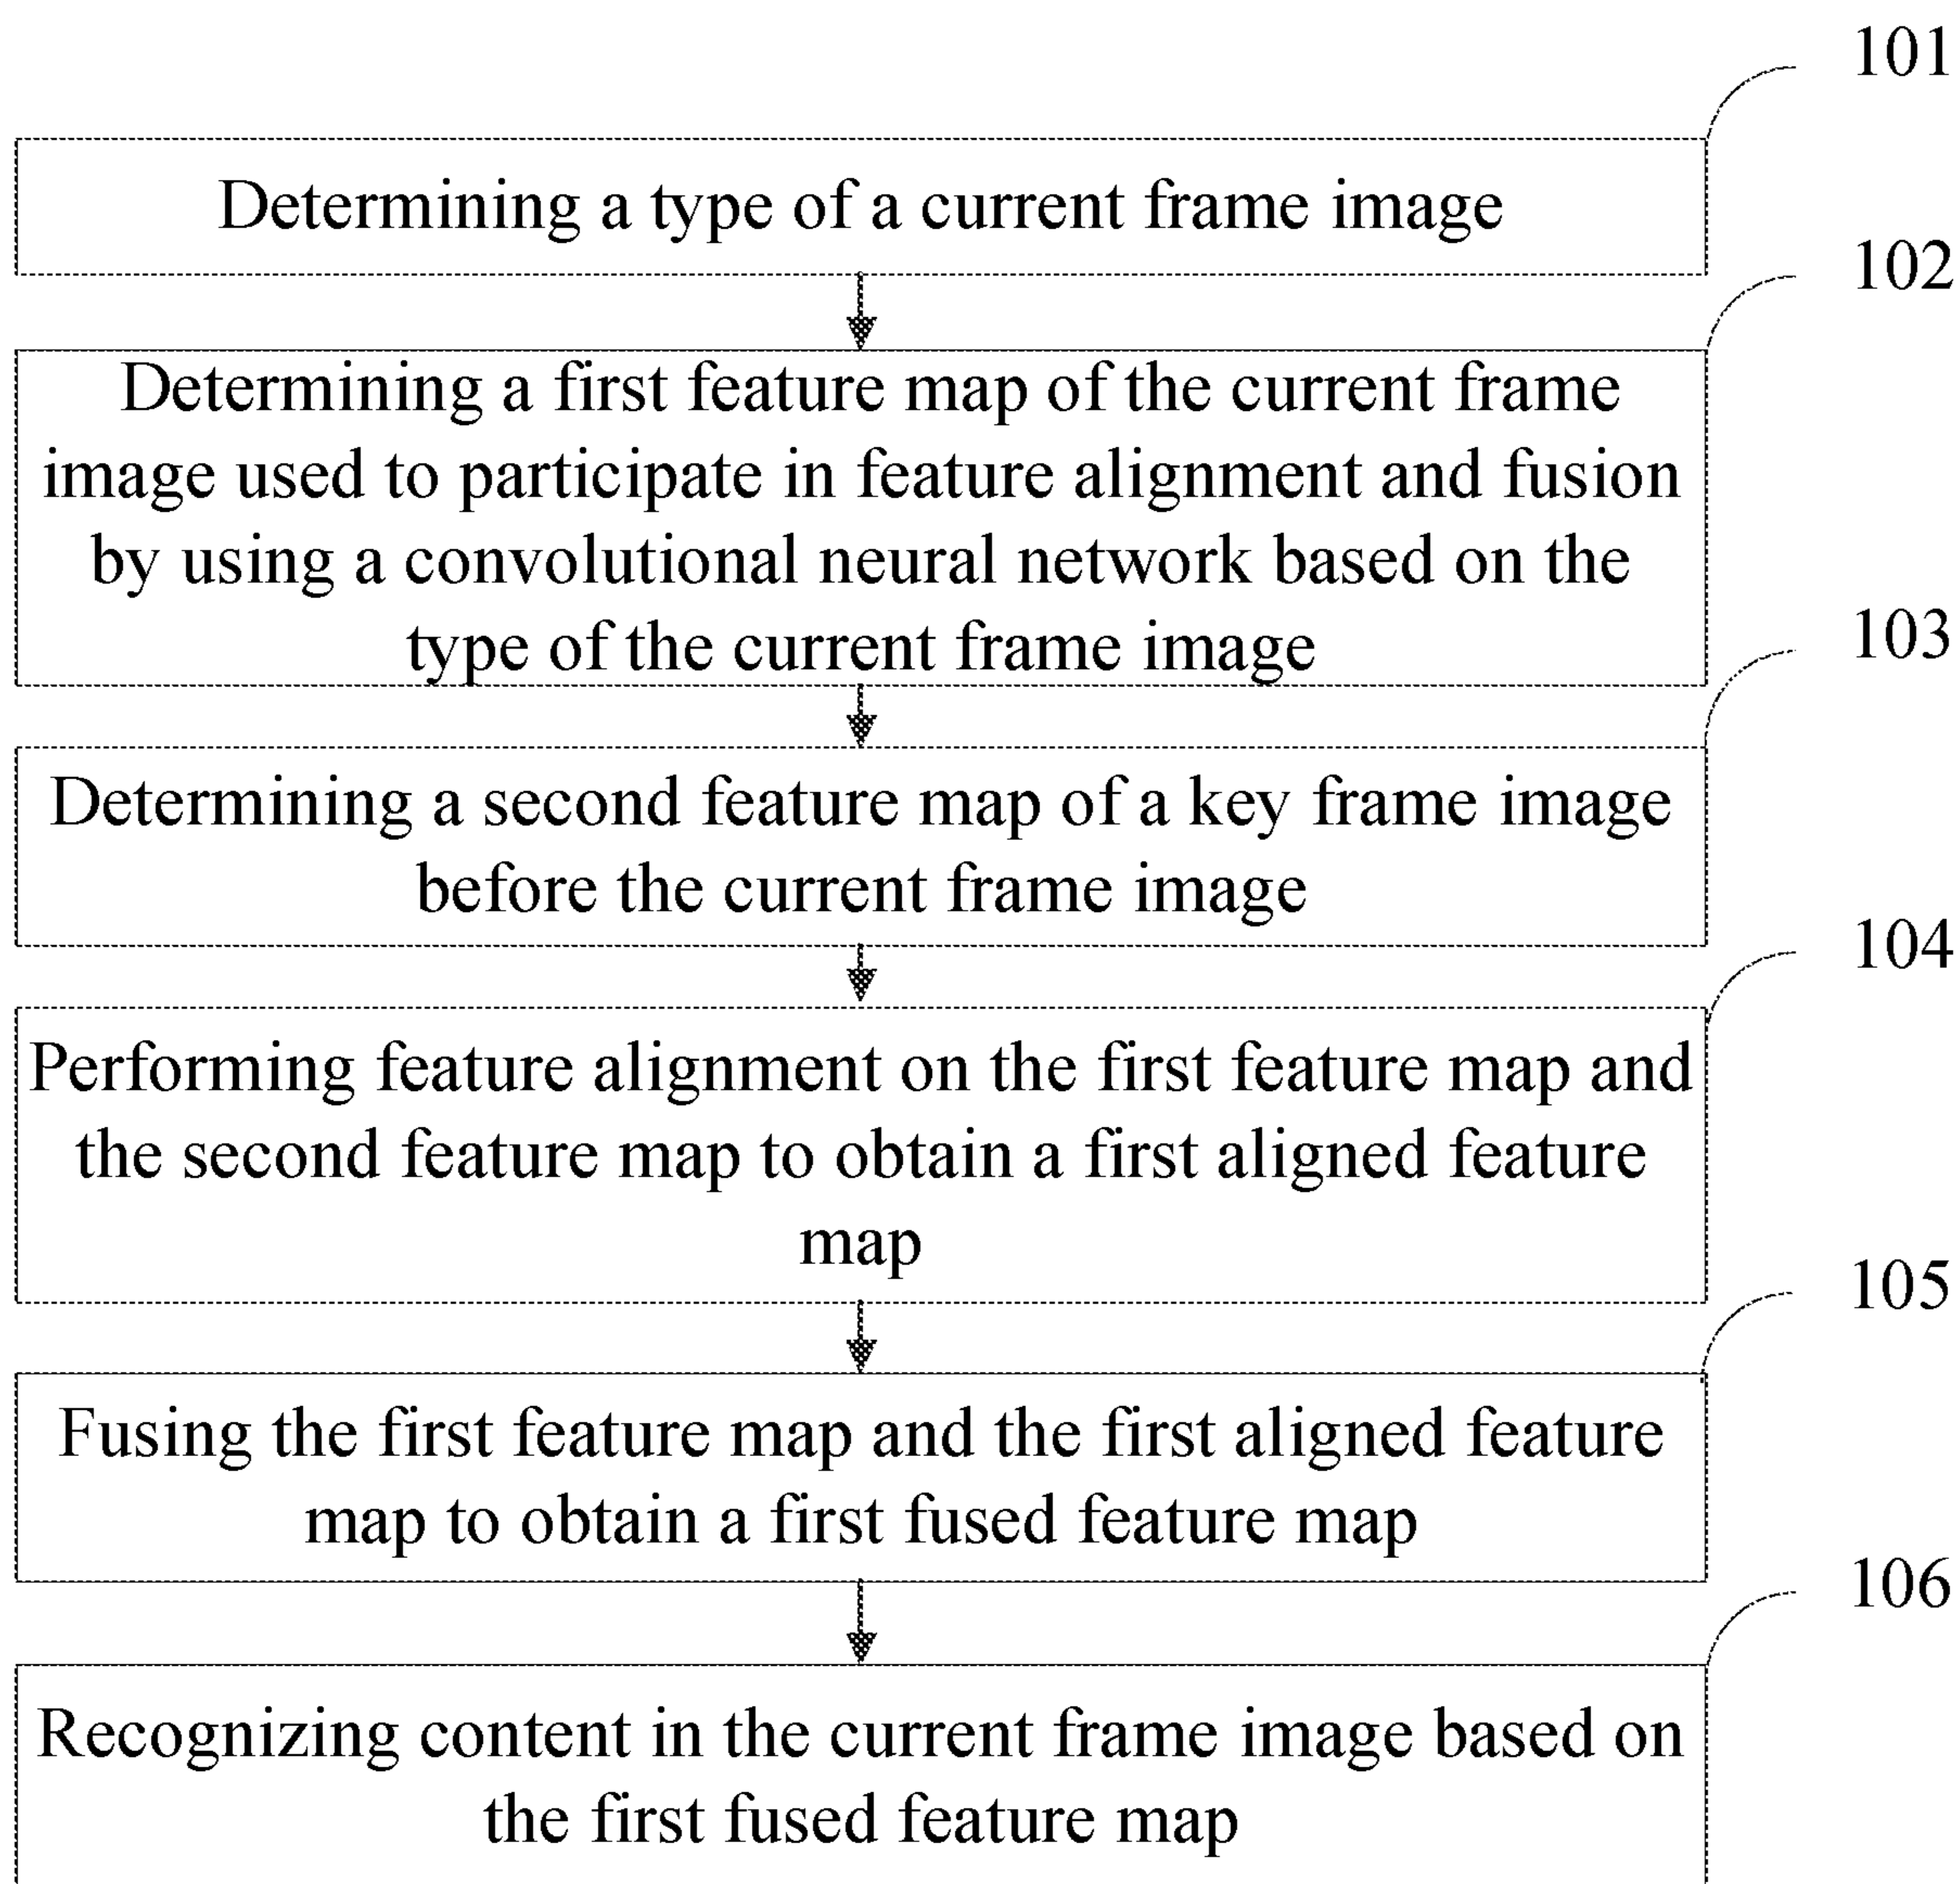 101
Determining a type of a current frame image
102
Determining a first feature map of the current frame
image used to participate in feature alignment and fusion
by using a convolutional neural network based on the
type of the current frame image
103
Determining a second feature map of a key frame image
before the current frame image
104
Performing feature alignment on the first feature map and
the second feature map to obtain a first aligned feature
map
105
Fusing the first feature map and the first aligned feature
map to obtain a first fused feature map
106
Recognizing content in the current frame image based on
the first fused feature map